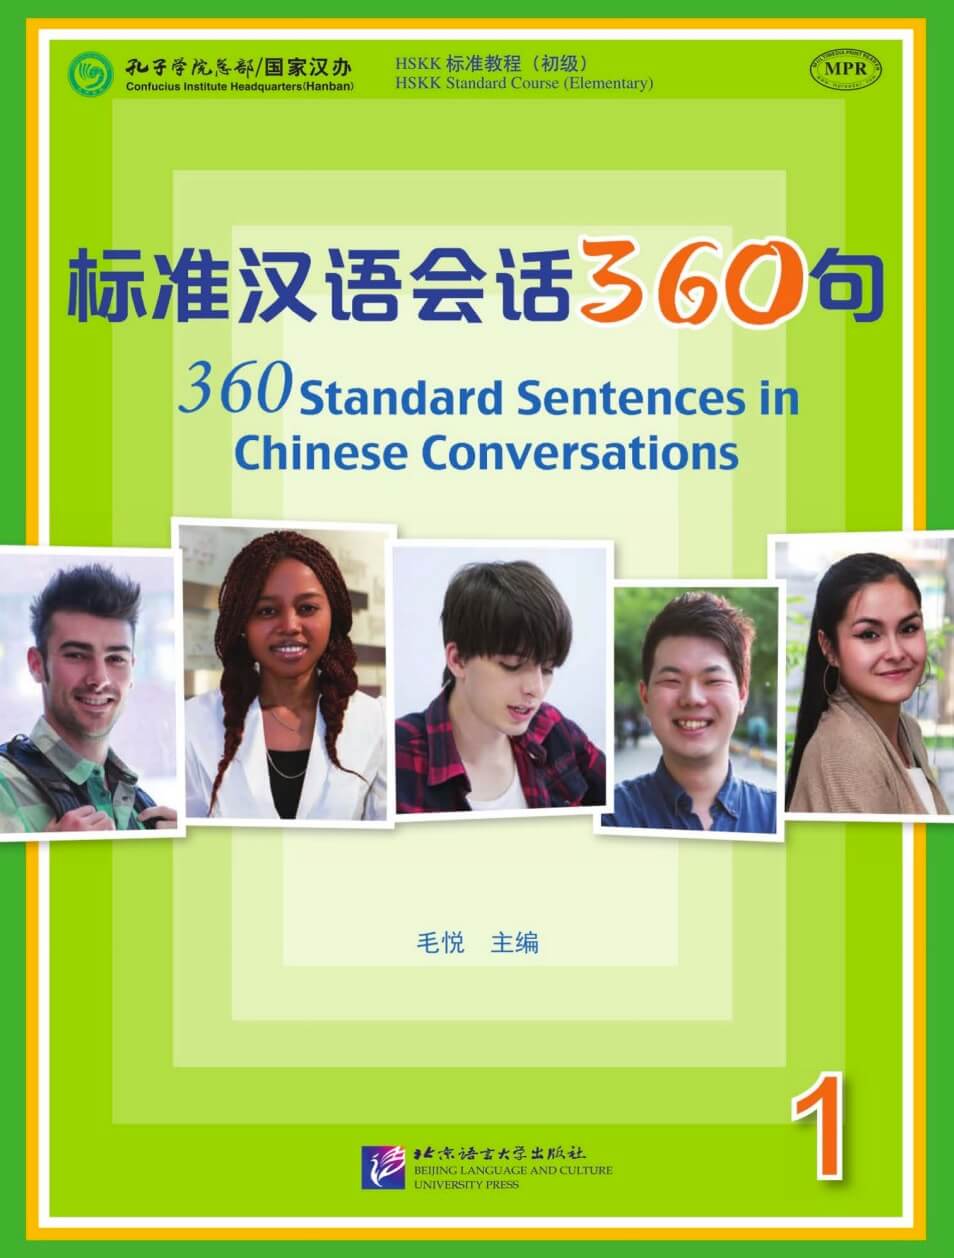 孔子学院总部/国家汉办
Confucius Institute Headquarters(Hanban)
HSKK 标准教程（初级）
HSKK Standard Course (Elementary)
MULTIMEDIA PRINT READER
MPR
标准汉语会话360句
360 Standard Sentences in
Chinese Conversations
毛悦 主编
1
北京语言大学出版社
BEIJING LANGUAGE AND CULTURE
UNIVERSITY PRESS